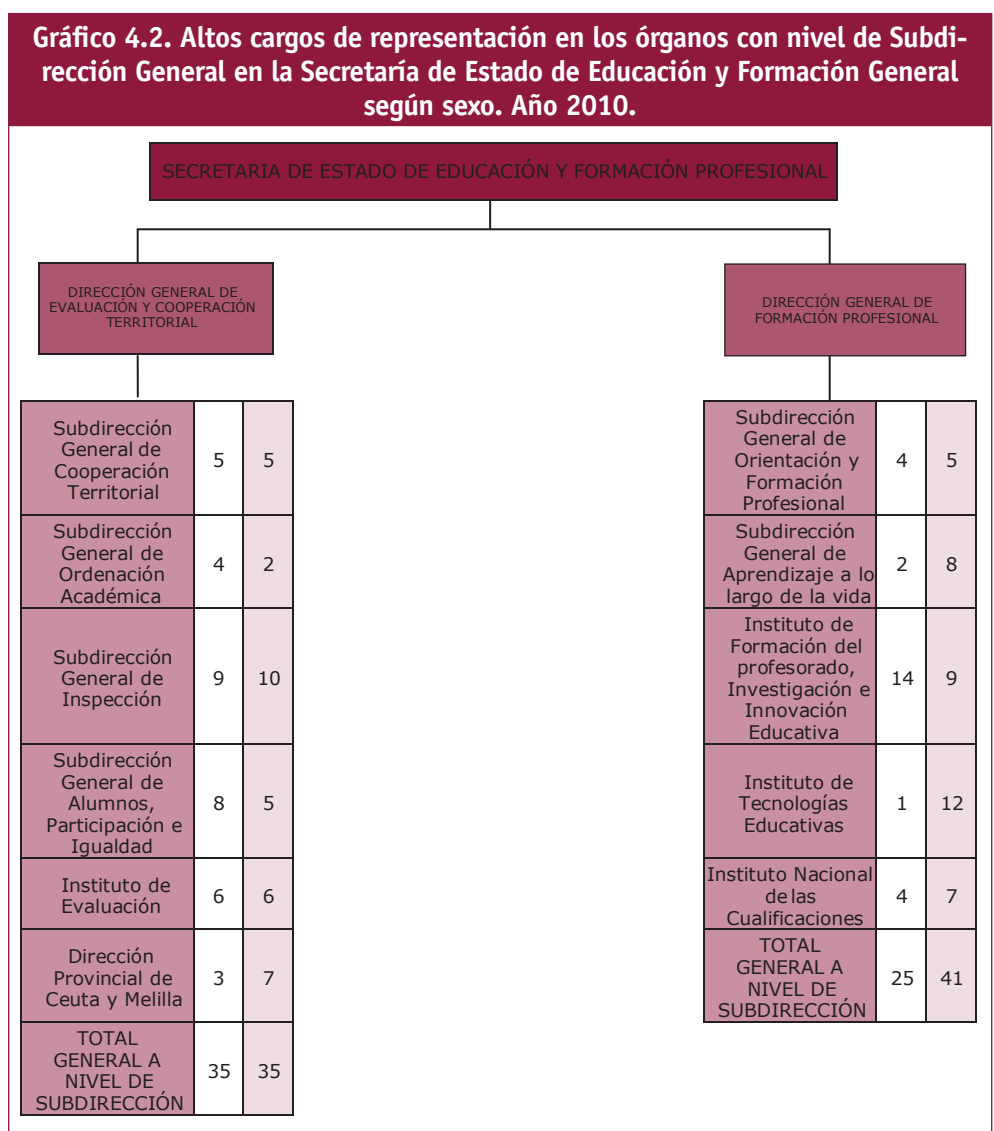 Gráfico 4.2. Altos cargos de representación en los órganos con nivel de Subdi-
rección General en la Secretaría de Estado de Educación y Formación General
según sexo. Año 2010.
SECRETARIA DE ESTADO DE EDUCACIÓN Y FORMACIÓN PROFESIONAL
DIRECCIÓN GENERAL DE
EVALUACIÓN Y COOPERACIÓN
TERRITORIAL
Subdirección
General de
Cooperación
Territorial
5 5
Subdirección
General de
Ordenación
Académica
4 2
Subdirección
General de
Inspección
9 10
Subdirección
General de
Alumnos,
Participación e
Igualdad
8 5
Instituto de
Evaluación
6 6
Dirección
Provincial de
Ceuta y Melilla
3 7
TOTAL
GENERAL A
NIVEL DE
SUBDIRECCIÓN
35 35
DIRECCIÓN GENERAL DE
FORMACIÓN PROFESIONAL
Subdirección
General de
Orientación y
Formación
Profesional
4 5
Subdirección
General de
Aprendizaje a lo
largo de la vida
2 8
Instituto de
Formación del
profesorado,
Investigación e
Innovación
Educativa
14 9
Instituto de
Tecnologías
Educativas
1 12
Instituto Nacional
de las
Cualificaciones
4 7
TOTAL
GENERAL A
NIVEL DE
SUBDIRECCIÓN
25 41